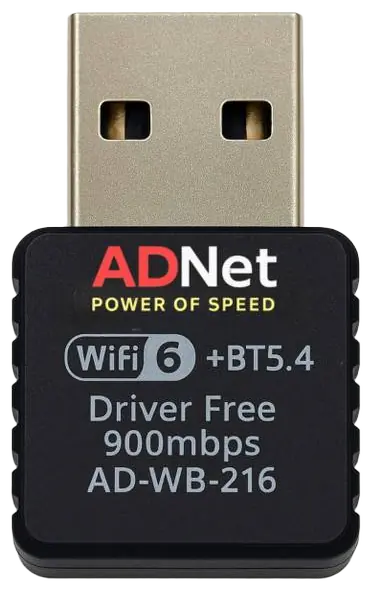 ADNet
POWER OF SPEED
WiFi 6 +BT5.4
Driver Free
900mbps
AD-WB-216